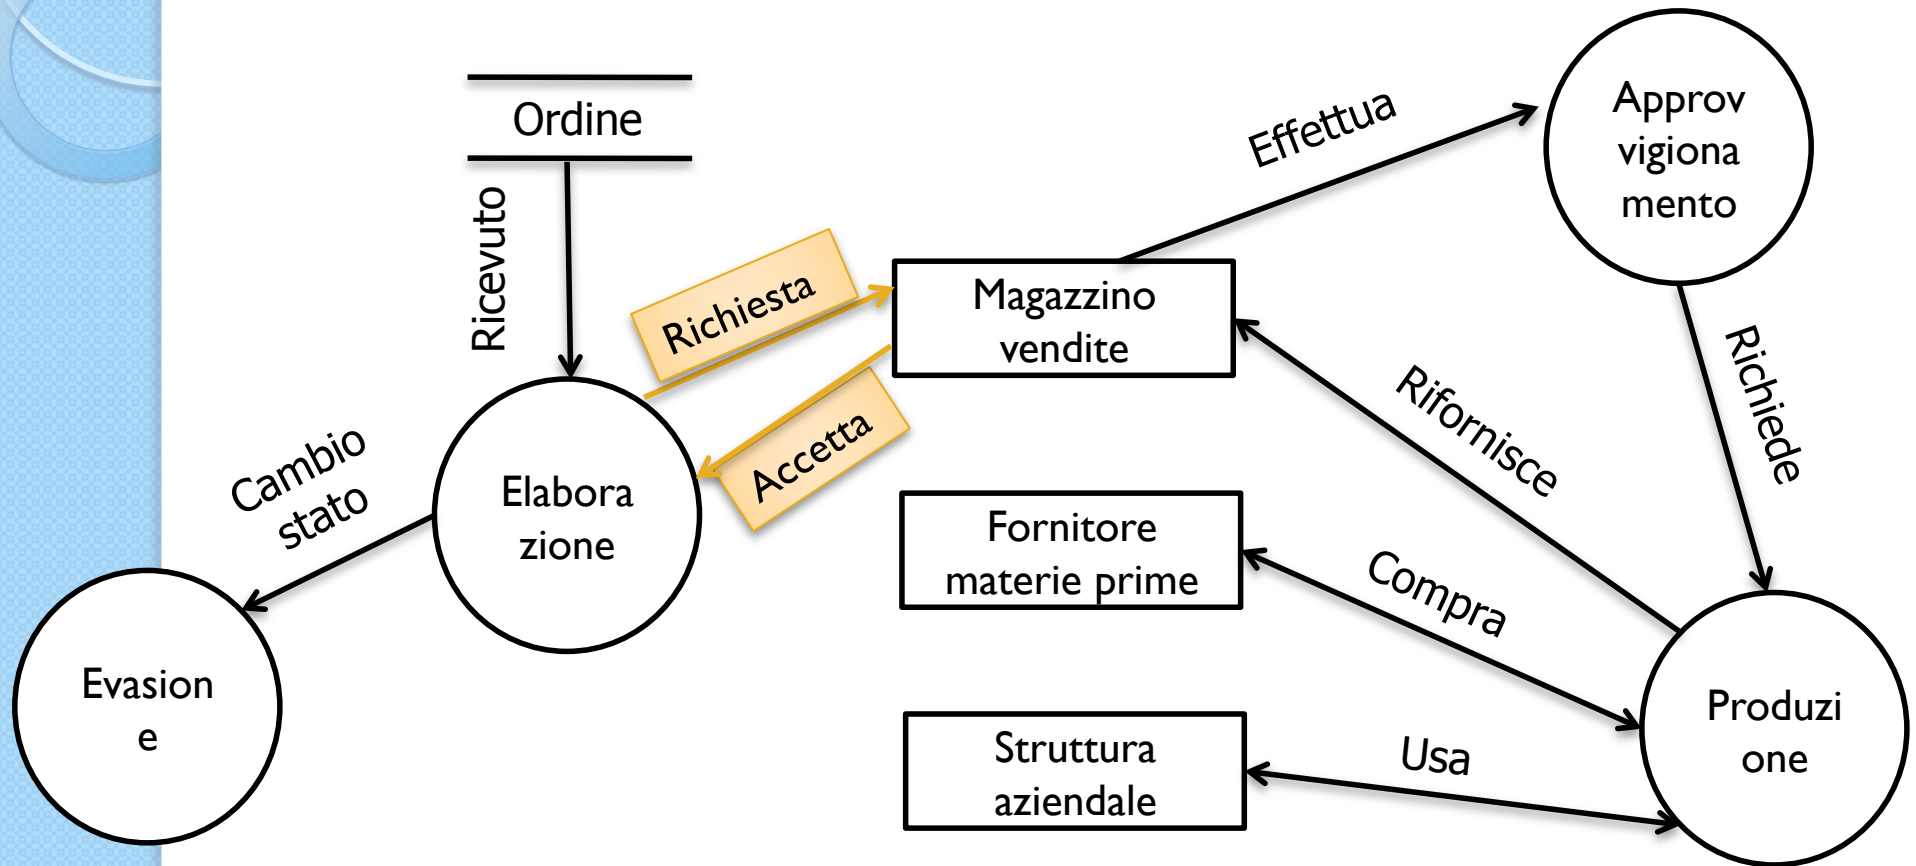 Ordine
Ricevuto
Richiesta
Accetta
Cambio
stato
Elabora
zione
Evasion
e
Magazzino
vendite
Effettua
Approv
vigiona
mento
Richiede
Rifornisce
Fornitore
materie prime
Compra
Struttura
aziendale
Usa
Produzi
one